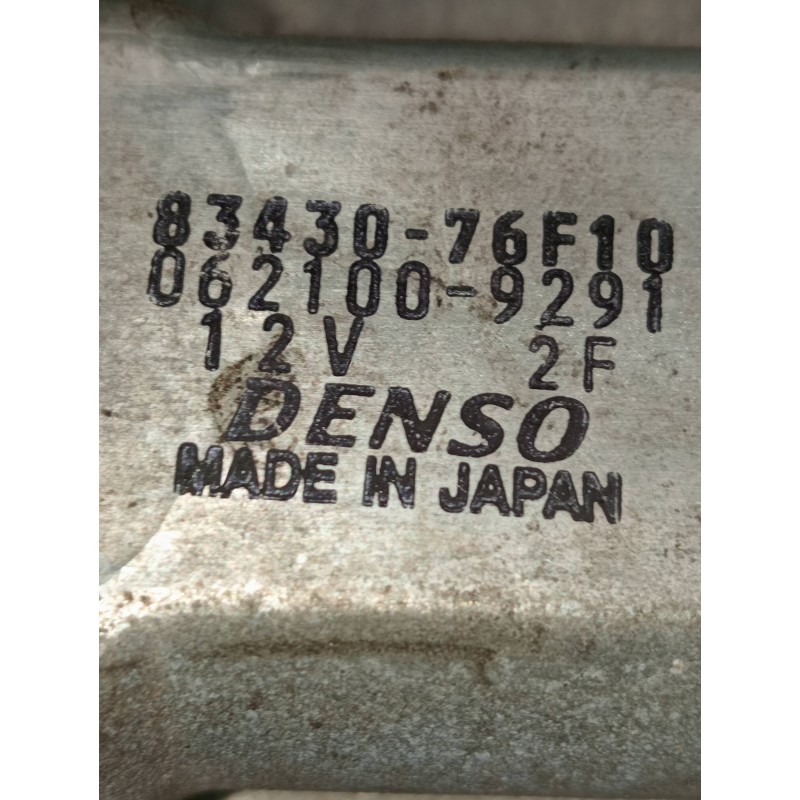 83430-76F10
062100-9291
12V 2F
DENSO
MADE IN JAPAN